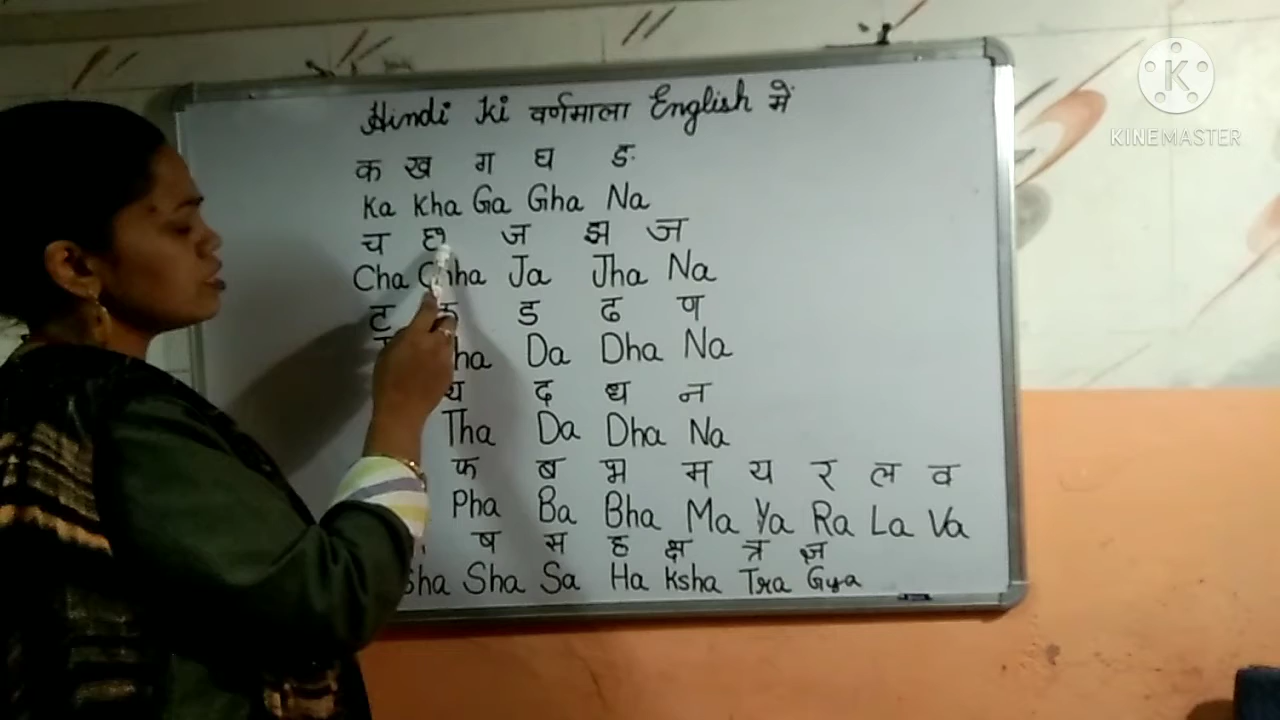 Hindi Ki वर्णमाला English में
क ख ग घ ङ
Ka Kha Ga Gha Na
च छ ज झ ज
Cha Chha Ja Jha Na
ट ड ढ ण
Da Dha Na
थ द ध न
Tha Da Dha Na
फ ब भ म य र ल व
Pha Ba Bha Ma Ya Ra La Va
ष स ह क्ष त्र ज्ञ
Sha Sha Sa Ha Ksha Tra Gya
K
KINEMASTER